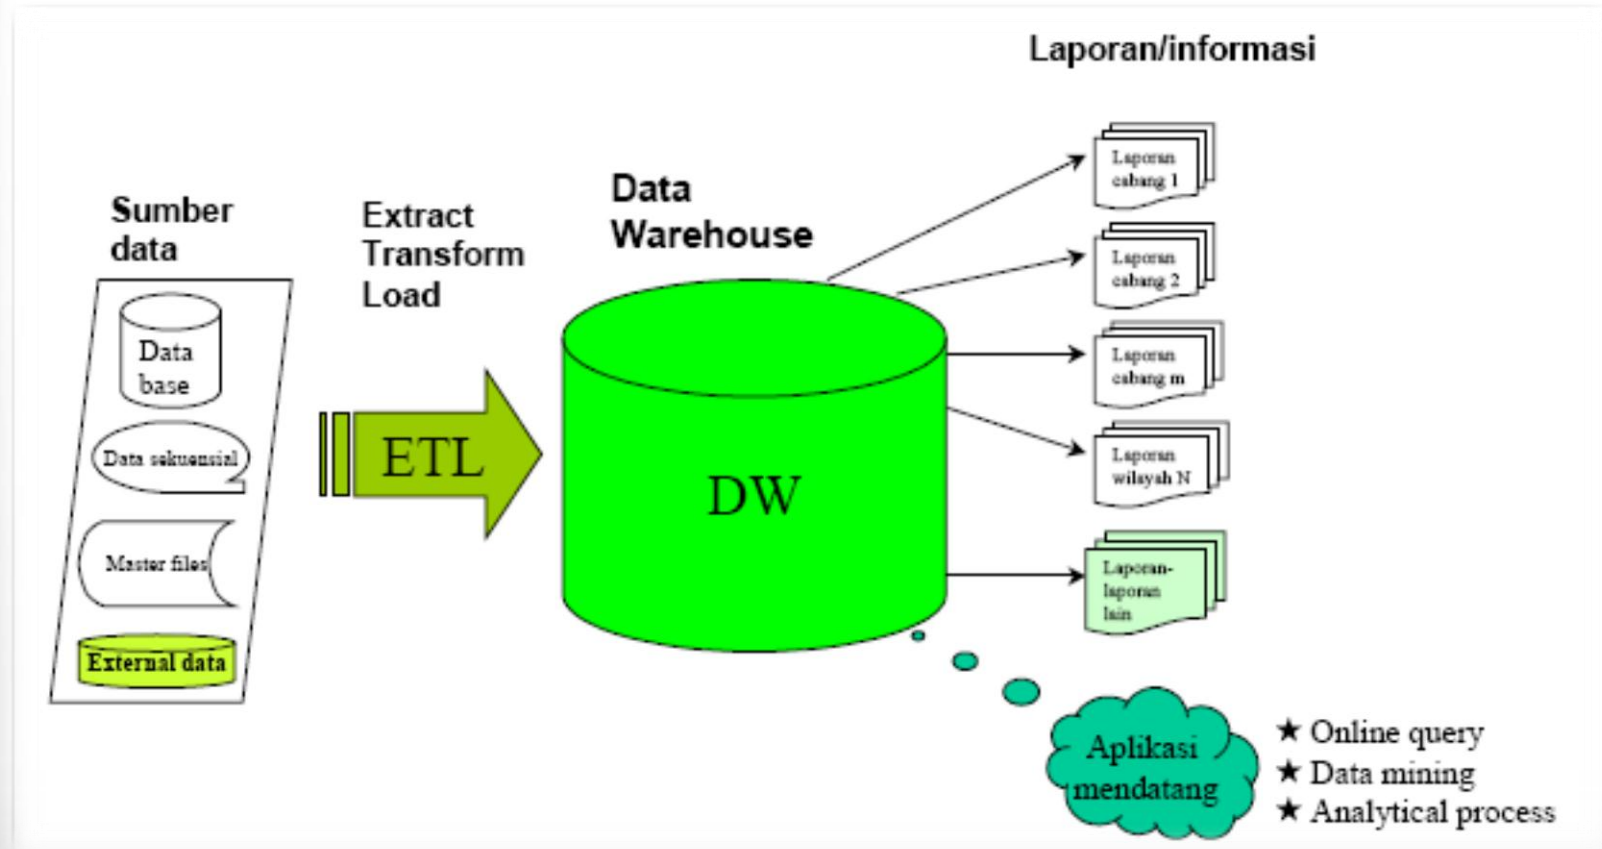 Laporan/informasi
Sumber
data
Extract
Transform
Load
Data
Warehouse
Data
base
Data sekuensial
Master files
External data
ETL
DW
Laporan
cabang 1
Laporan
cabang 2
Laporan
cabang m
Laporan
wilayah N
Laporan-
laporan
lain
Aplikasi
mendatang
★ Online query
★ Data mining
★ Analytical process